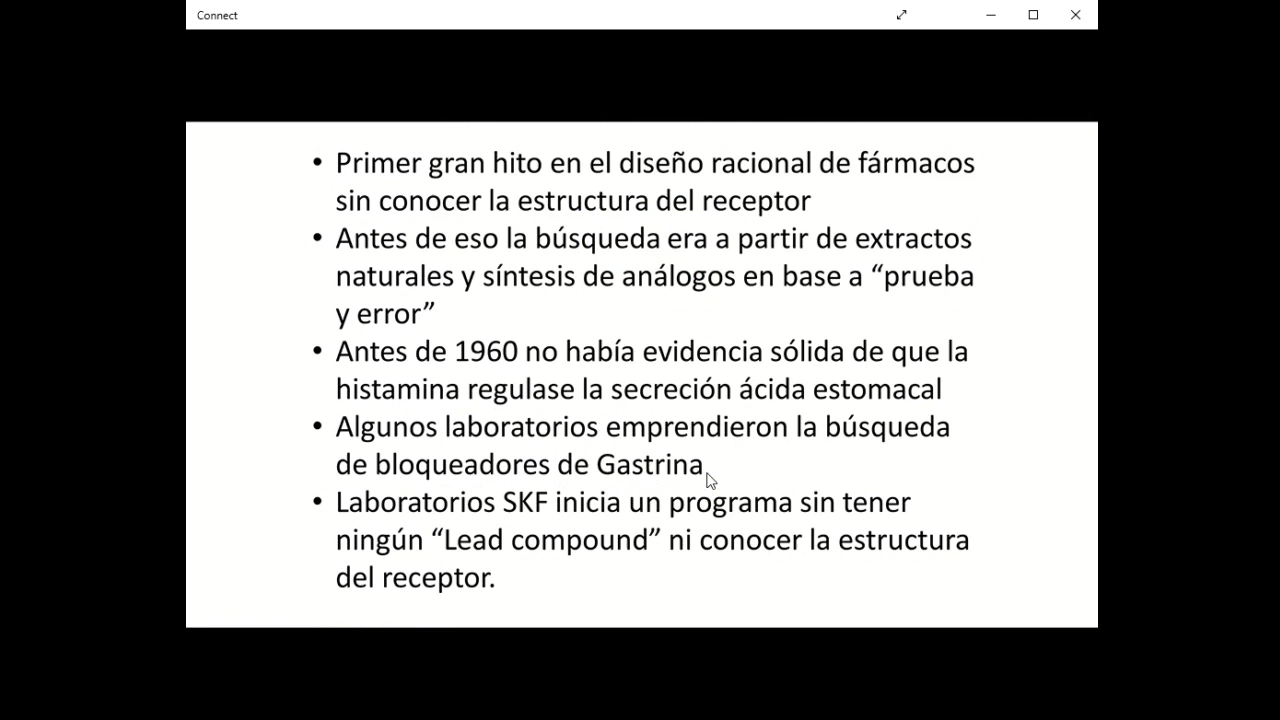 Connect
• Primer gran hito en el diseño racional de fármacos
sin conocer la estructura del receptor
• Antes de eso la búsqueda era a partir de extractos
naturales y síntesis de análogos en base a “prueba
y error”
• Antes de 1960 no había evidencia sólida de que la
histamina regulase la secreción ácida estomacal
• Algunos laboratorios emprendieron la búsqueda
de bloqueadores de Gastrina
• Laboratorios SKF inicia un programa sin tener
ningún “Lead compound” ni conocer la estructura
del receptor.